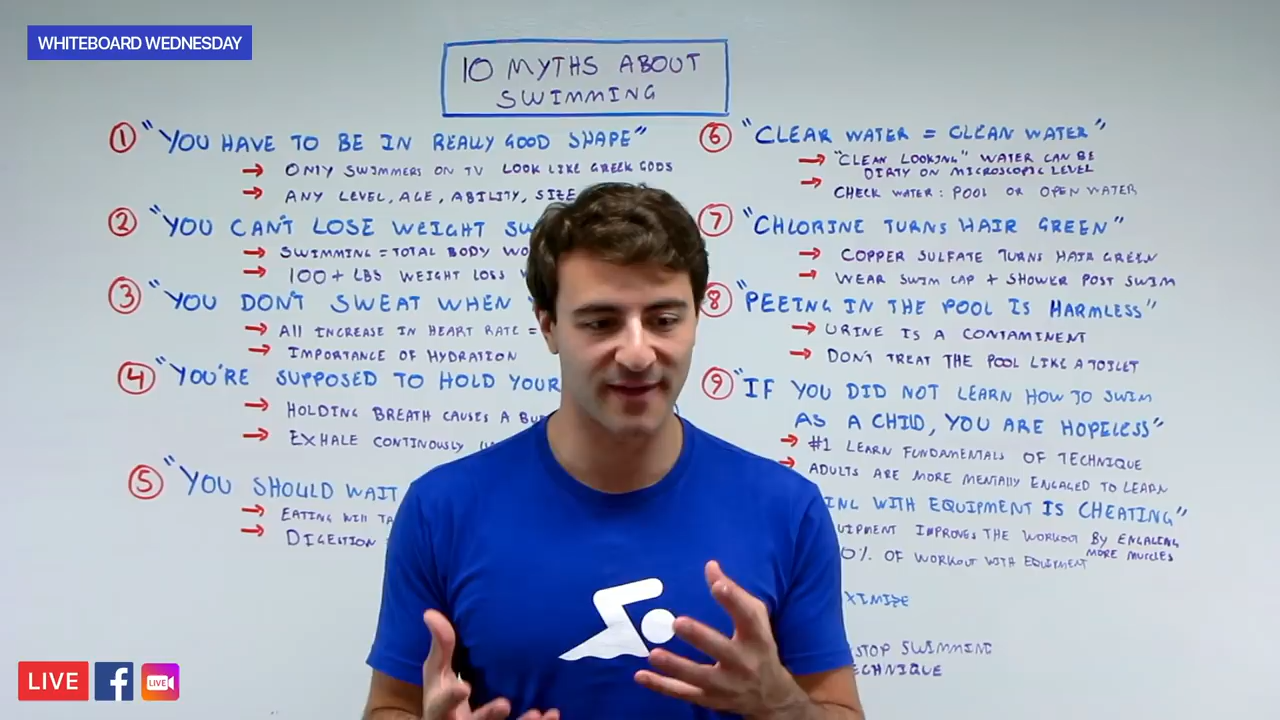 WHITEBOARD WEDNESDAY
10 MYTHS ABOUT
SWIMMING
1 "YOU HAVE TO BE IN REALLY GOOD SHAPE"
→ ONLY SWIMMERS ON TV LOOK LIKE GREEK GODS
→ ANY LEVEL, AGE, ABILITY, SIZE
2 "YOU CAN'T LOSE WEIGHT
→ SWIMMING = TOTAL BODY
→ 100+ LBS WEIGHT LOSS
3 "YOU DON'T SWEAT WHEN
→ All INCREASE IN HEART RATE =
→ IMPORTANCE OF HYDRATION
4 "YOU'RE SUPPOSED TO HOLD YOUR
→ HOLDING BREATH CAUSES A
→ EXHALE CONTINOUSLY
5 "YOU SHOULD WAIT
→ EATING WILL
→ DIGESTION
6 "CLEAR WATER = CLEAN WATER"
→ "CLEAN LOOKING" WATER CAN BE
DIRTY ON MICROSCOPIC LEVEL
→ CHECK WATER: POOL OR OPEN WATER
7 "CHLORINE TURNS HAIR GREEN"
→ COPPER SULFATE TURNS HAIR GREEN
→ WEAR SWIM CAP + SHOWER POST SWIM
8 "PEEING IN THE POOL IS HARMLESS"
→ URINE IS A CONTAMINENT
→ DON'T TREAT THE POOL LIKE A TOILET
9 "IF YOU DID NOT LEARN HOW TO SWIM
AS A CHILD, YOU ARE HOPELESS"
→ #1 LEARN FUNDAMENTALS OF TECHNIQUE
→ ADULTS ARE MORE MENTALLY ENGAGED TO LEARN
WITH EQUIPMENT IS CHEATING"
IMPROVES THE WORKOUT BY ENGAGING
MORE MUSCLES
OF WORKOUT WITH EQUIPMENT
STOP SWIMMING
LIVE
LIVE